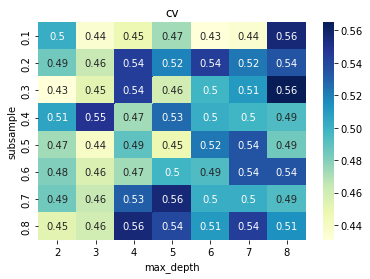 cv
0.1 0.5 0.44 0.45 0.47 0.43 0.44 0.56
0.2 0.49 0.46 0.54 0.52 0.54 0.52 0.54
0.3 0.43 0.45 0.54 0.46 0.5 0.51 0.56
0.4 0.51 0.55 0.47 0.53 0.5 0.5 0.49
0.5 0.47 0.44 0.49 0.45 0.52 0.54 0.49
0.6 0.48 0.46 0.47 0.5 0.49 0.54 0.54
0.7 0.49 0.46 0.53 0.56 0.5 0.5 0.49
0.8 0.45 0.46 0.56 0.54 0.51 0.54 0.51
2 3 4 5 6 7 8
max_depth
subsample
0.56
0.54
0.52
0.50
0.48
0.46
0.44